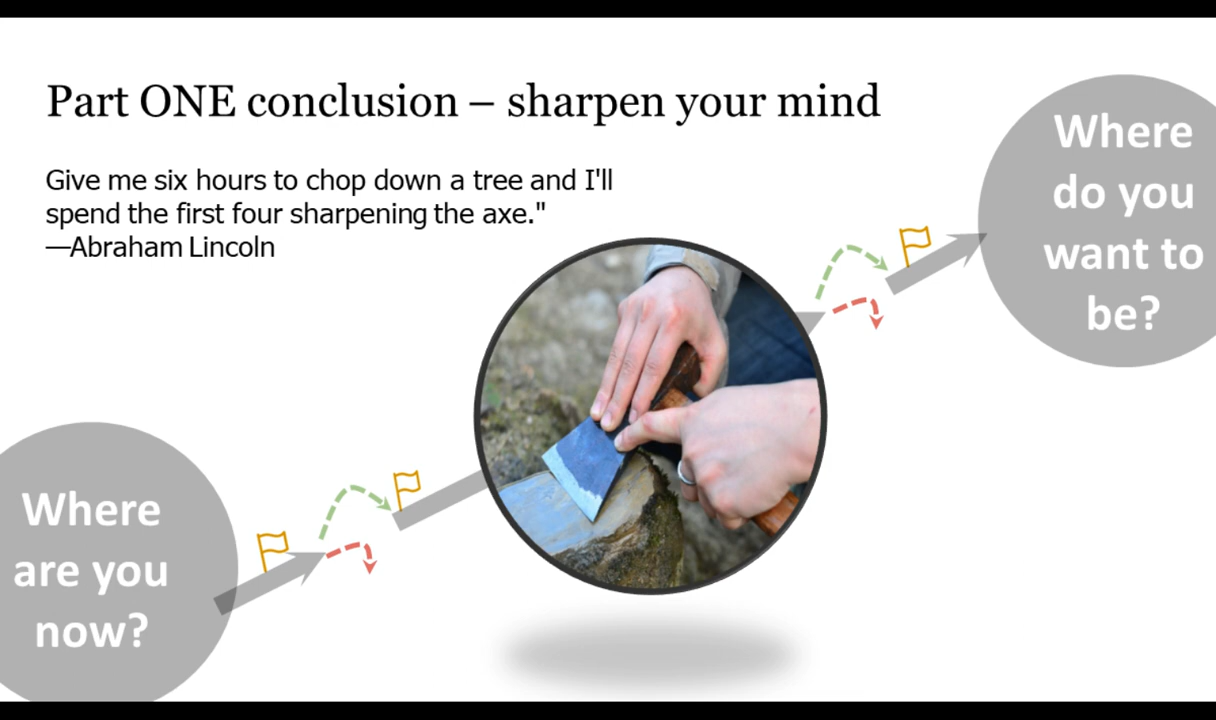 Part ONE conclusion – sharpen your mind
Give me six hours to chop down a tree and I'll
spend the first four sharpening the axe."
—Abraham Lincoln
Where
do you
want to
be?
Where
are you
now?